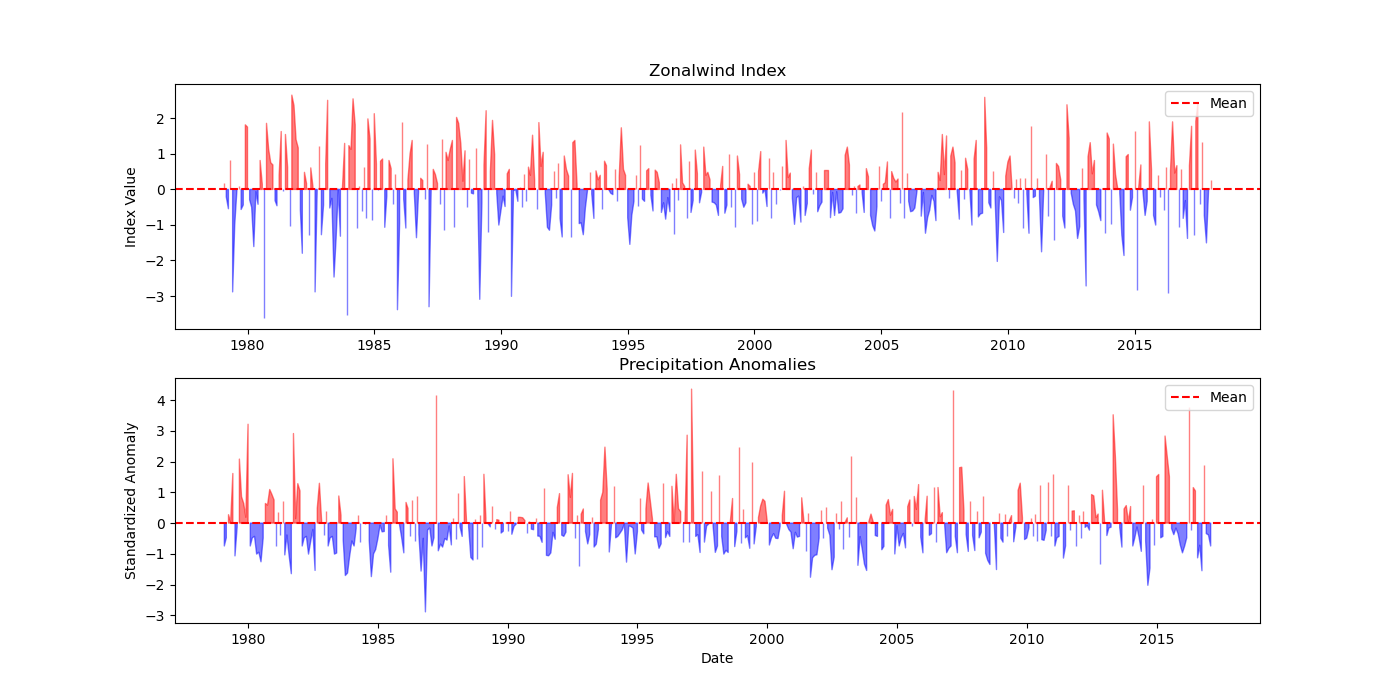 Zonalwind Index
Mean
Index Value
2
1
0
−1
−2
−3
1980 1985 1990 1995 2000 2005 2010 2015
Precipitation Anomalies
Mean
Standardized Anomaly
4
3
2
1
0
−1
−2
−3
1980 1985 1990 1995 2000 2005 2010 2015
Date